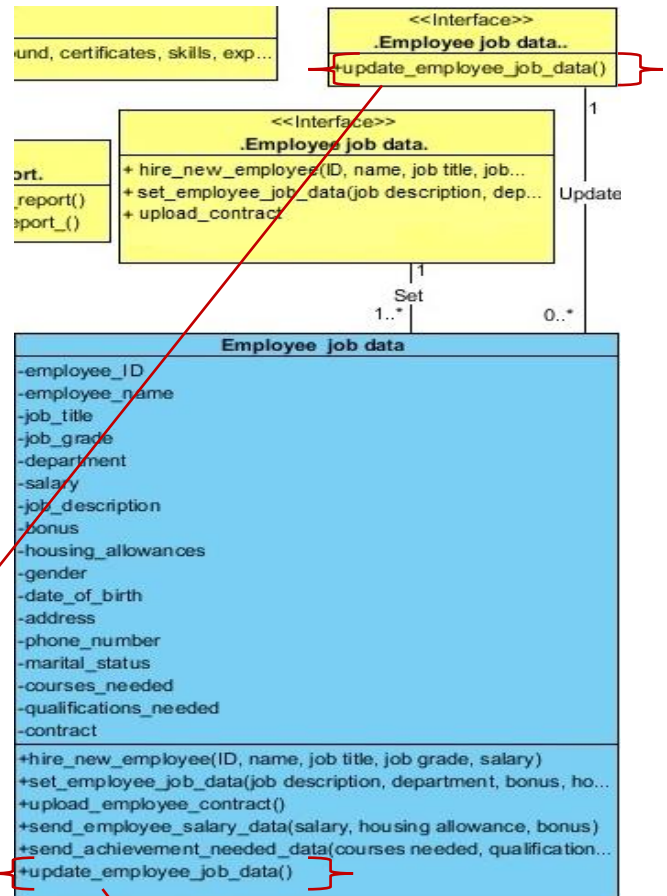 <<Interface>>
.Employee job data..
+update_employee_job_data()
und, certificates, skills, exp...
1
<<Interface>>
.Employee job data.
+ hire_new_employee(ID, name, job title, job...
+ set_employee_job_data(job description, dep...
+ upload_contract
ort.
_report()
eport_()
Update
1
Set
1..*
0..*
Employee job data
-employee_ID
-employee_name
-job_title
-job_grade
-department
-salary
-job_description
-bonus
-housing_allowances
-gender
-date_of_birth
-address
-phone_number
-marital_status
-courses_needed
-qualifications_needed
-contract
+hire_new_employee(ID, name, job title, job grade, salary)
+set_employee_job_data(job description, department, bonus, ho...
+upload_employee_contract()
+send_employee_salary_data(salary, housing allowance, bonus)
+send_achievement_needed_data(courses needed, qualification...
+update_employee_job_data()